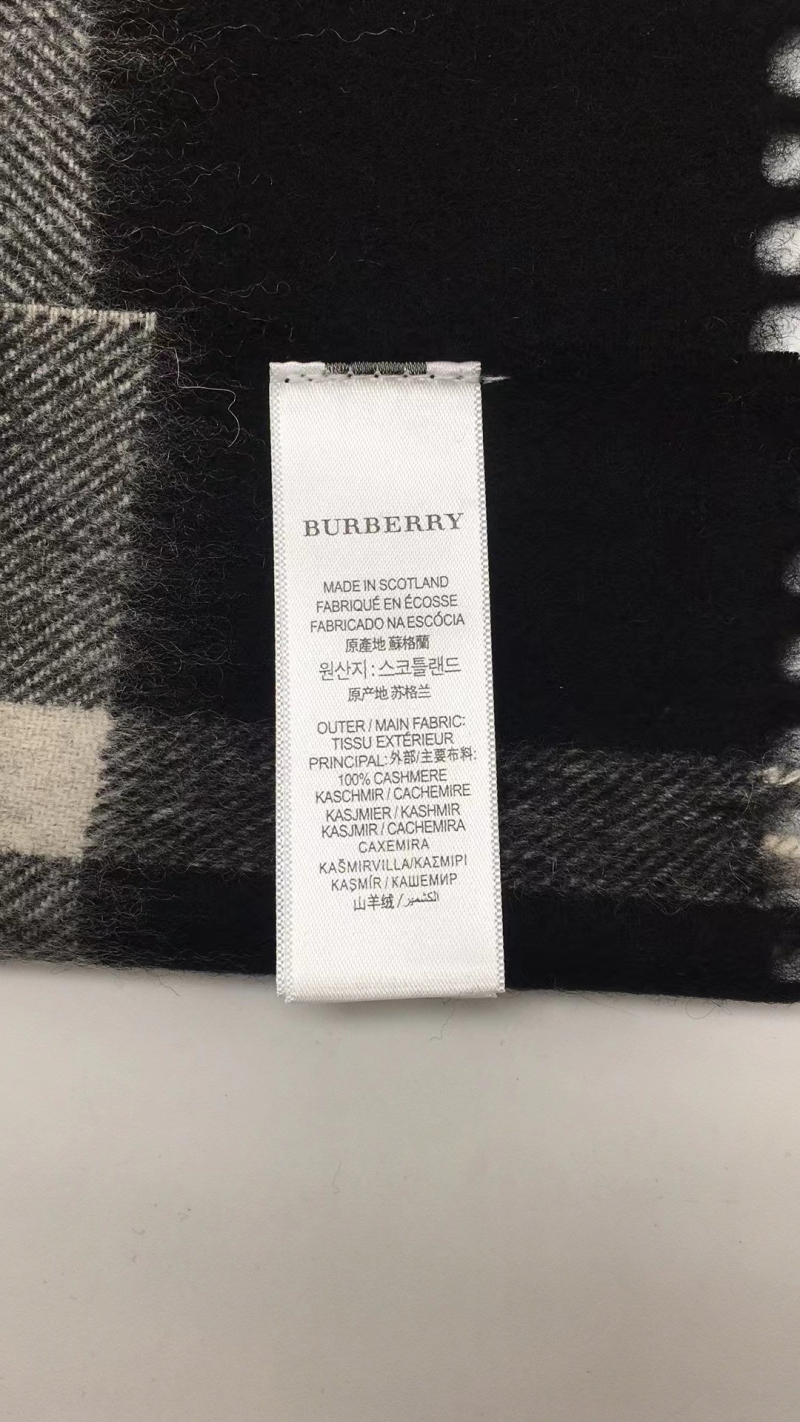 BURBERRY
MADE IN SCOTLAND
FABRIQUÉ EN ÉCOSSE
FABRICADO NA ESCÓCIA
原產地 蘇格蘭
원산지 : 스코틀랜드
原产地 苏格兰
OUTER / MAIN FABRIC:
TISSU EXTÉRIEUR
PRINCIPAL: 外部/主要布料:
100% CASHMERE
KASCHMIR / CACHEMIRE
KASJMIER / KASHMIR
KASJMIR / CACHEMIRA
CAXEMIRA
KAŠMIRVILLA/ΚΑΣΜΙΡΙ
KAŞMİR / КАШЕМИР
山羊绒 / الكشمير